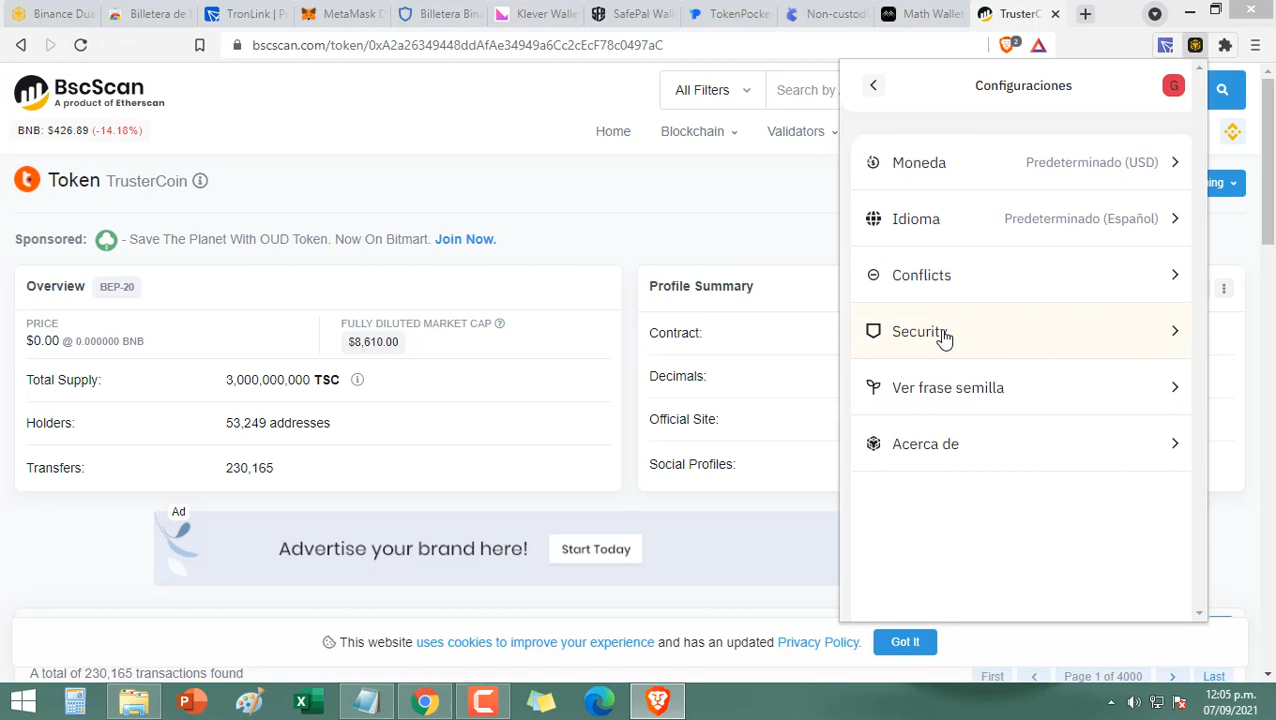 Binance Dua
Billetera de
TronLink | P
MetaMask D
Billetera Bin
Klever Walle
SafePal Wall
TokenPocke
Non-custod
Math Wallet
TrusterC
bscscan.com/token/0xA2a26349448ddAfAe34949a6Cc2cEcF78c0497aC
2
BscScan
A product of Etherscan
All Filters
Search by
BNB: $426.89 (-14.18%)
Home
Blockchain
Validators
Token TrusterCoin
ing
Sponsored: - Save The Planet With OUD Token. Now On Bitmart. Join Now.
Overview BEP-20
PRICE
$0.00 @ 0.000000 BNB
FULLY DILUTED MARKET CAP
$8,610.00
Total Supply: 3,000,000,000 TSC
Holders: 53,249 addresses
Transfers: 230,165
Profile Summary
Contract:
Decimals:
Official Site:
Social Profiles:
Configuraciones
G
Moneda Predeterminado (USD)
Idioma Predeterminado (Español)
Conflicts
Security
Ver frase semilla
Acerca de
Ad
Advertise your brand here! Start Today
This website uses cookies to improve your experience and has an updated Privacy Policy. Got It
A total of 230,165 transactions found
First
Page 1 of 4000
Last
12:05 p.m.
07/09/2021